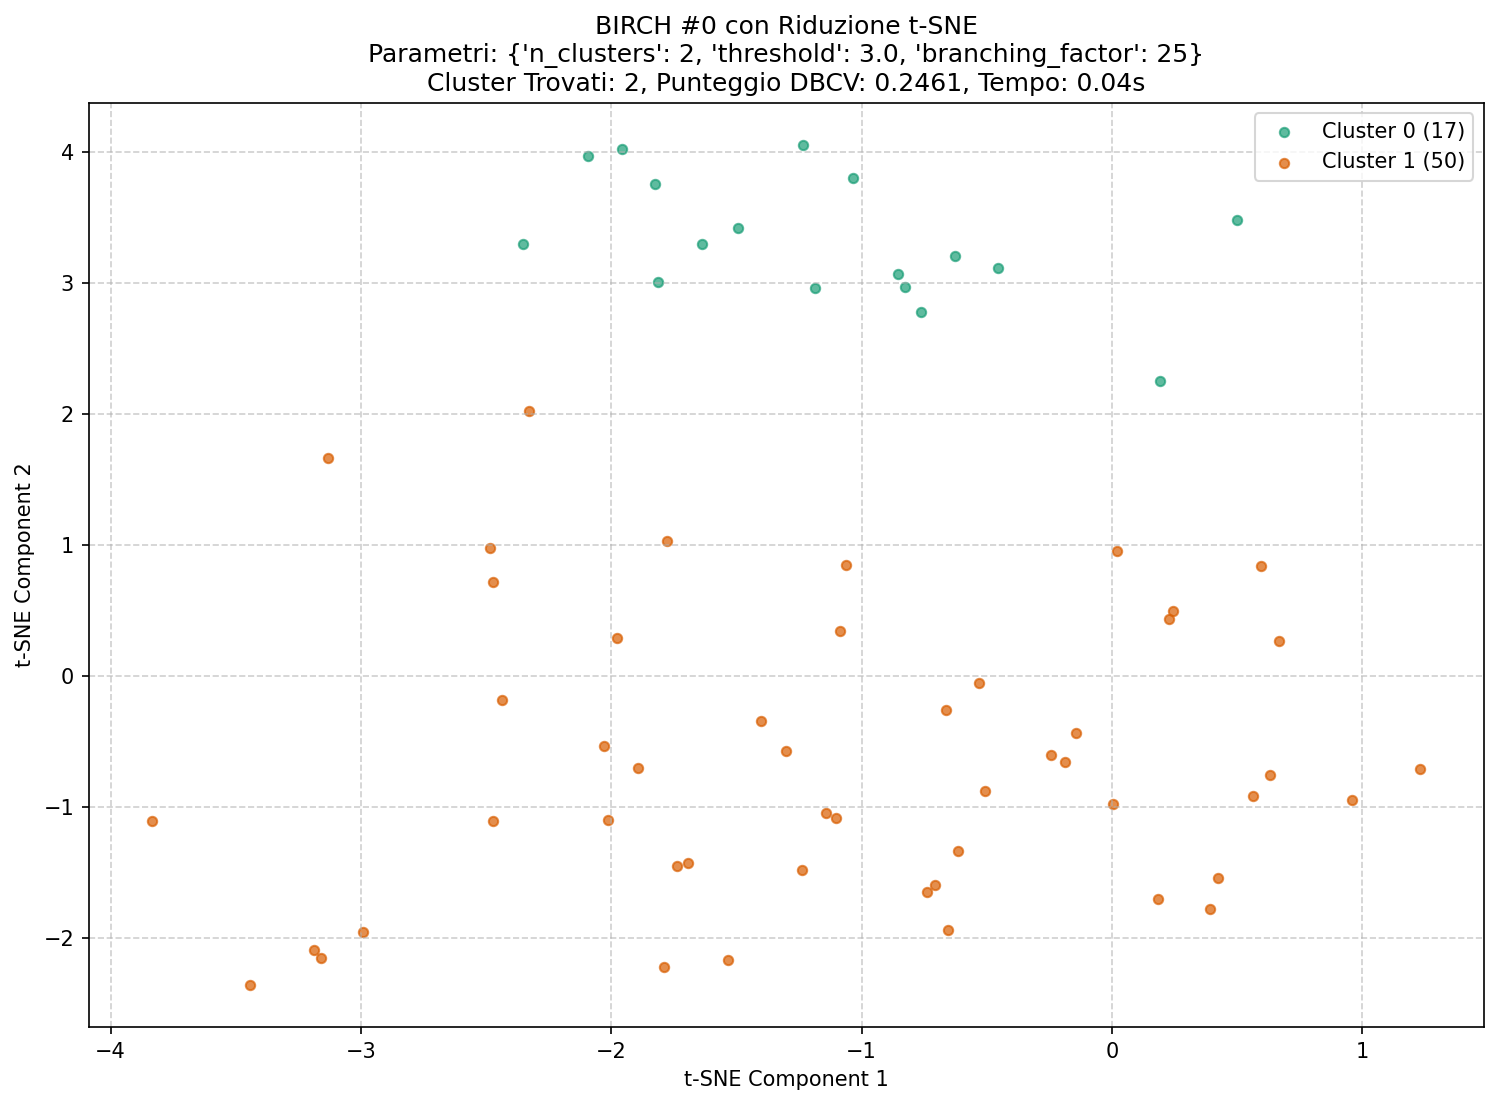 BIRCH #0 con Riduzione t-SNE
Parametri: {'n_clusters': 2, 'threshold': 3.0, 'branching_factor': 25}
Cluster Trovati: 2, Punteggio DBCV: 0.2461, Tempo: 0.04s
Cluster 0 (17)
Cluster 1 (50)
t-SNE Component 2
4
3
2
1
0
−1
−2
−4
−3
−2
−1
0
1
t-SNE Component 1